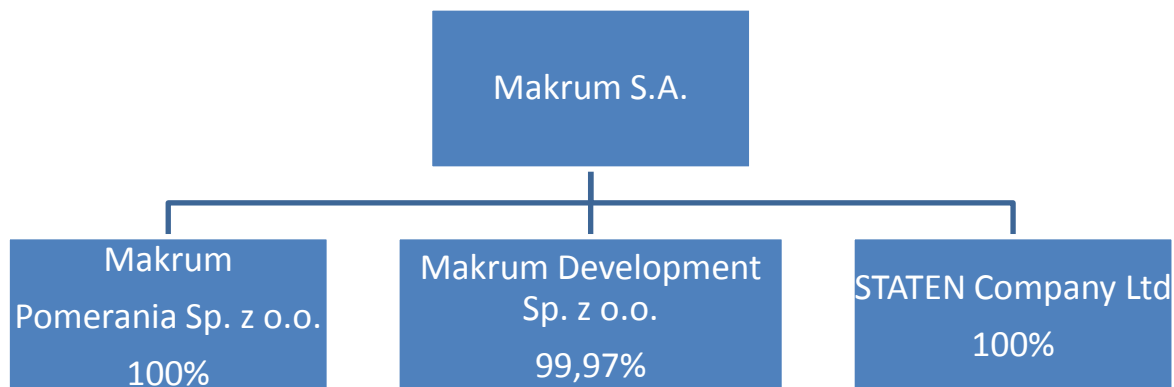 Makrum S.A.
Makrum
Pomerania Sp. z o.o.
100%
Makrum Development
Sp. z o.o.
99,97%
STATEN Company Ltd
100%